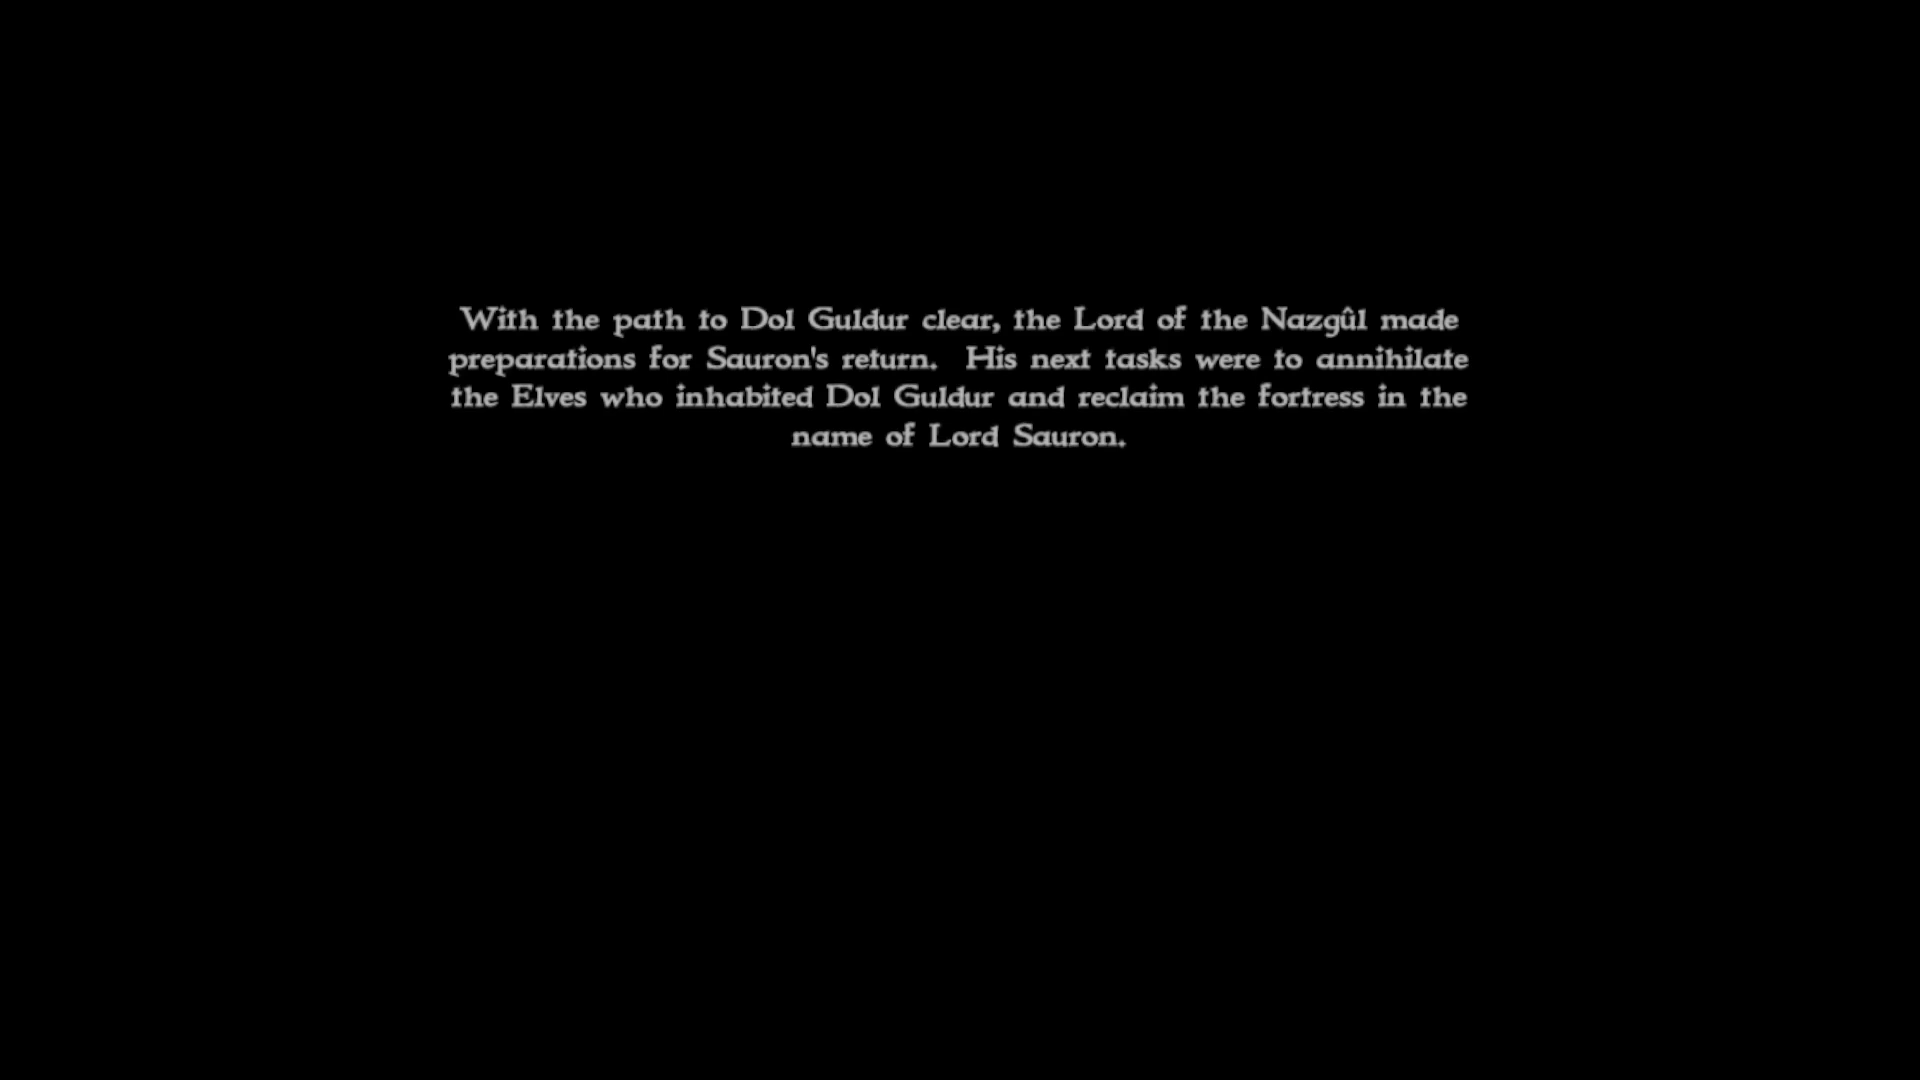 With the path to Dol Guldur clear, the Lord of the Nazgûl made
preparations for Sauron's return.  His next tasks were to annihilate
the Elves who inhabited Dol Guldur and reclaim the fortress in the
name of Lord Sauron.